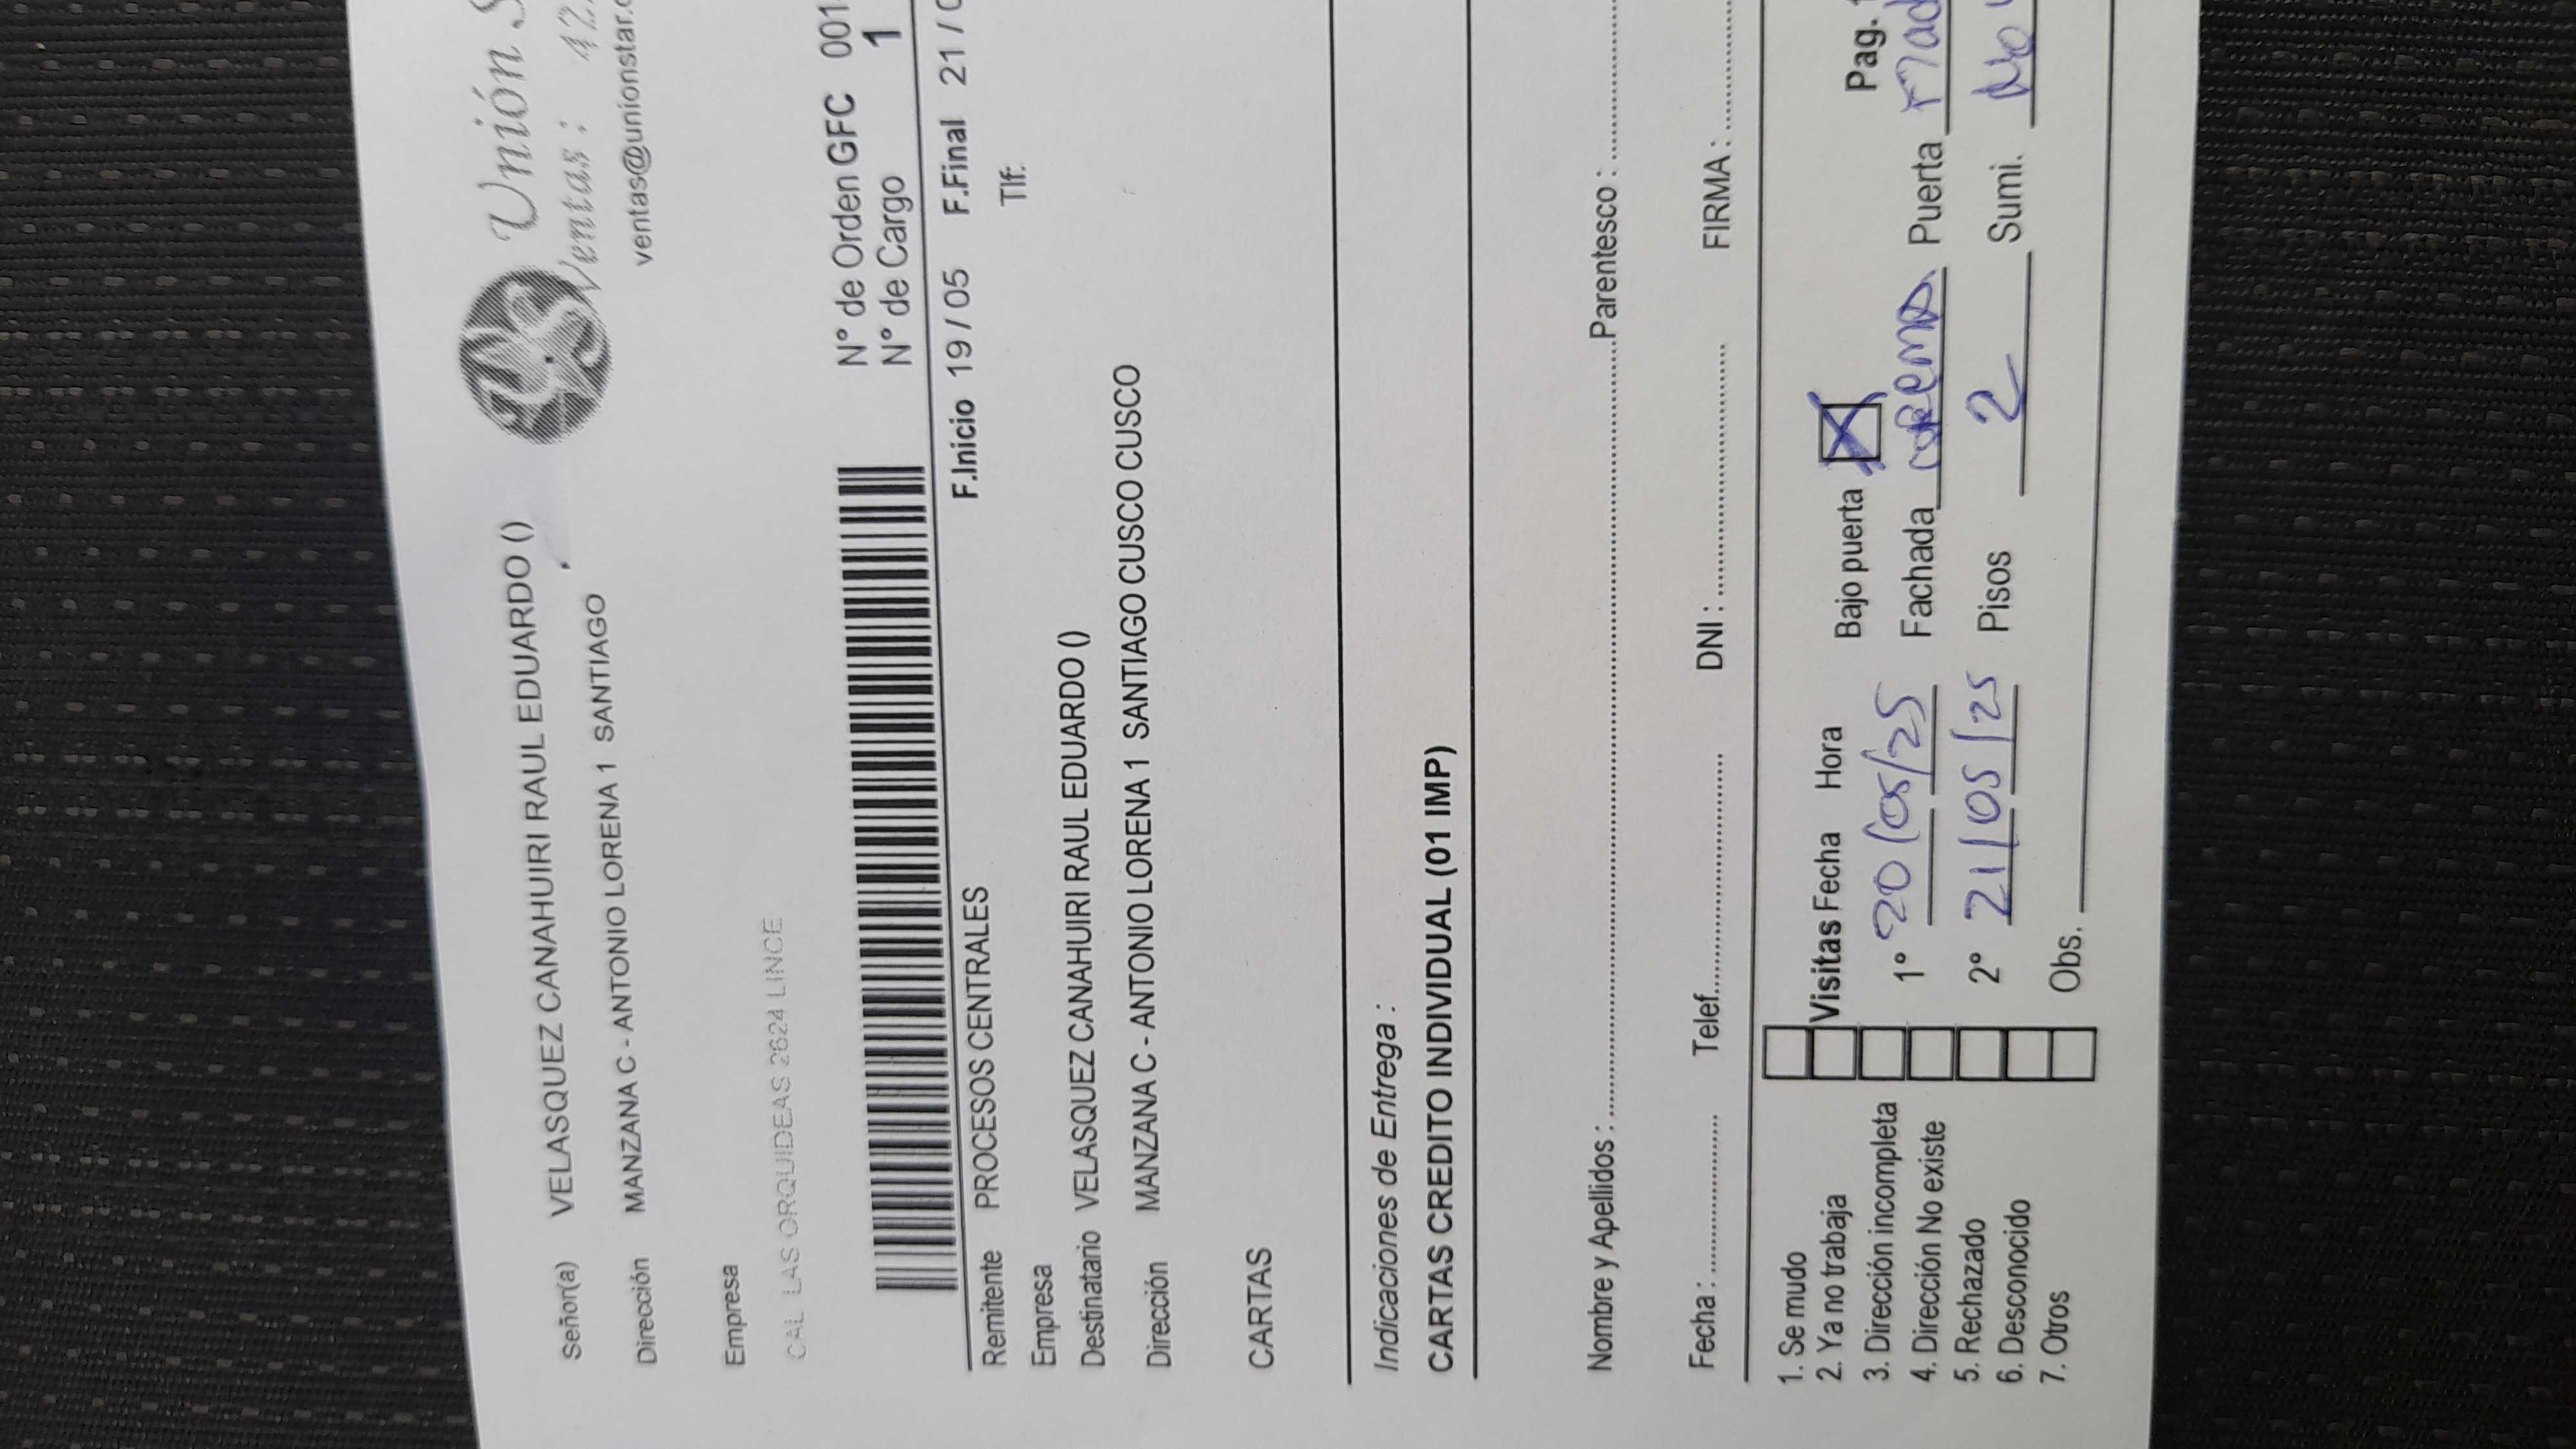 Señor(a) VELASQUEZ CANAHUIRI RAUL EDUARDO ()
Unión
Ventas: 42
Dirección MANZANA C - ANTONIO LORENA 1 SANTIAGO
ventas@unionstar.
Empresa
CAL LAS ORQUIDEAS 2624 LINCE
N° de Orden GFC 001
N° de Cargo 1
F.Inicio 19 / 05 F.Final 21 / 0
Remitente PROCESOS CENTRALES
Tlf:
Empresa
Destinatario VELASQUEZ CANAHUIRI RAUL EDUARDO ()
Dirección MANZANA C - ANTONIO LORENA 1 SANTIAGO CUSCO CUSCO
CARTAS
Indicaciones de Entrega :
CARTAS CREDITO INDIVIDUAL (01 IMP)
Nombre y Apellidos : Parentesco :
Fecha : Telef. DNI : FIRMA :
1. Se mudo
2. Ya no trabaja
3. Dirección incompleta
4. Dirección No existe
5. Rechazado
6. Desconocido
7. Otros
Visitas Fecha Hora Bajo puerta X Pag.
1° 20/05/25 Fachada crema Puerta mad
2° 21/05/25 Pisos 2 Sumi. No
Obs.